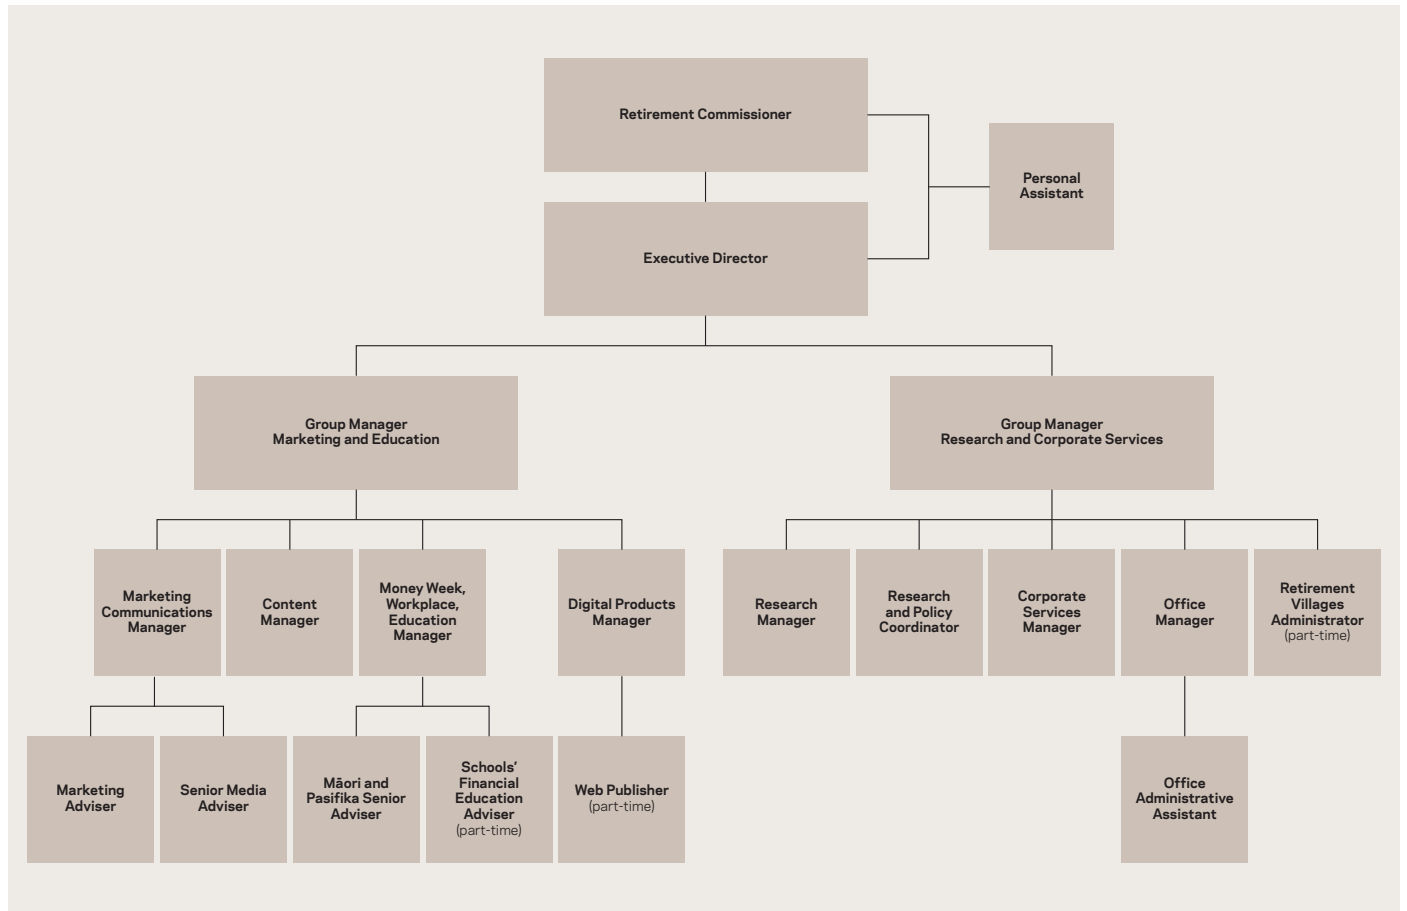 Retirement Commissioner
Personal
Assistant
Executive Director
Group Manager
Marketing and Education
Group Manager
Research and Corporate Services
Marketing
Communications
Manager
Content
Manager
Money Week,
Workplace,
Education
Manager
Digital Products
Manager
Research
Manager
Research
and Policy
Coordinator
Corporate
Services
Manager
Office
Manager
Retirement
Villages
Administrator
(part-time)
Marketing
Adviser
Senior Media
Adviser
Māori and
Pasifika Senior
Adviser
Schools’
Financial
Education
Adviser
(part-time)
Web Publisher
(part-time)
Office
Administrative
Assistant